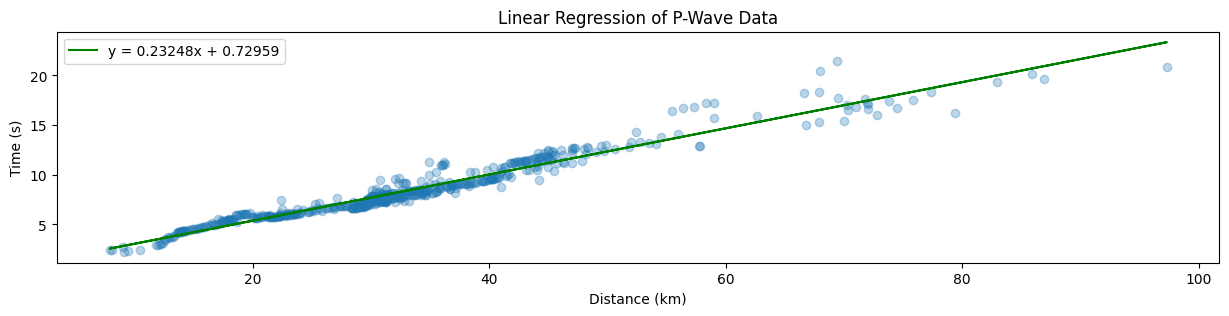 Linear Regression of P-Wave Data
y = 0.23248x + 0.72959
Time (s)
20
15
10
5
20 40 60 80 100
Distance (km)